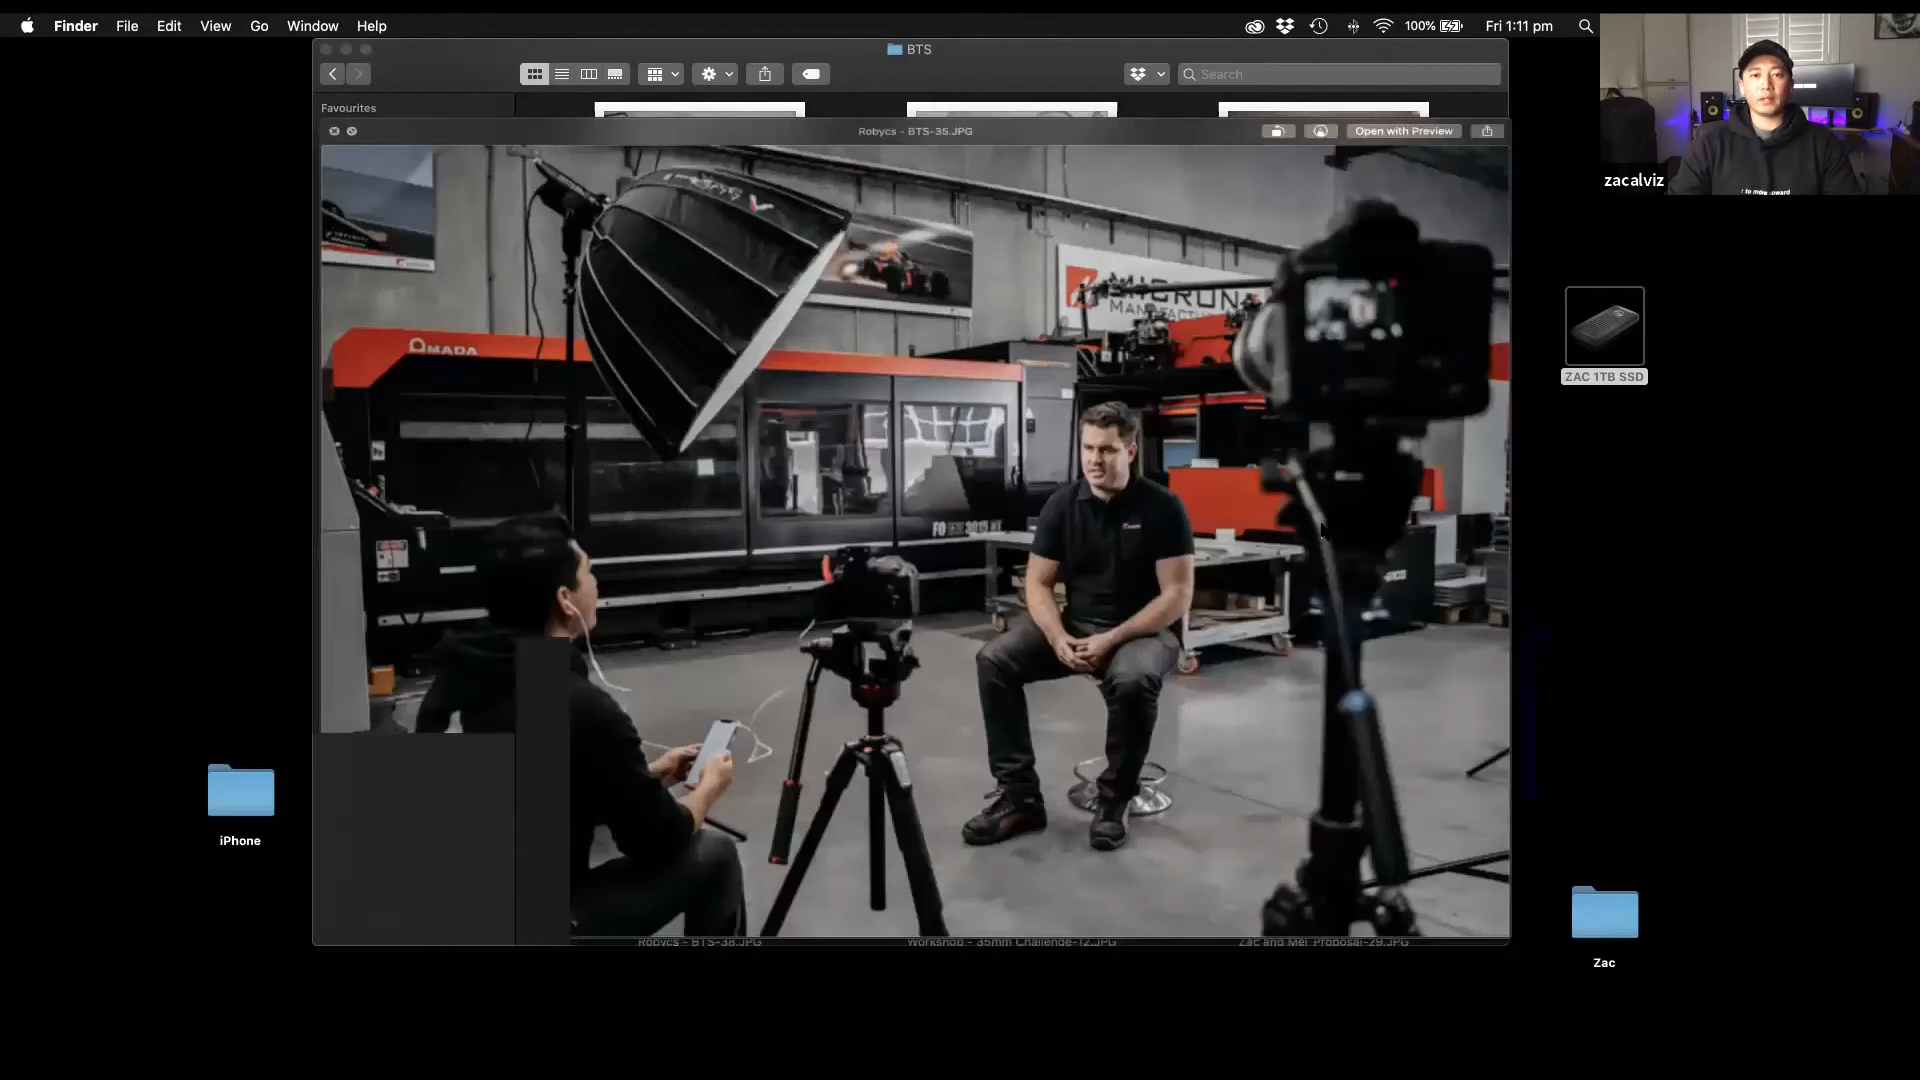 Finder File Edit View Go Window Help
100% Fri 1:11 pm
BTS
Search
Favourites
Robycs - BTS-35.JPG
Open with Preview
zacalviz
AMADA
ZAC 1TB SSD
iPhone
Robycs - BTS-38.JPG
Workshop - 35mm Challenge-12.JPG
Zac and Mel Proposal-29.JPG
Zac